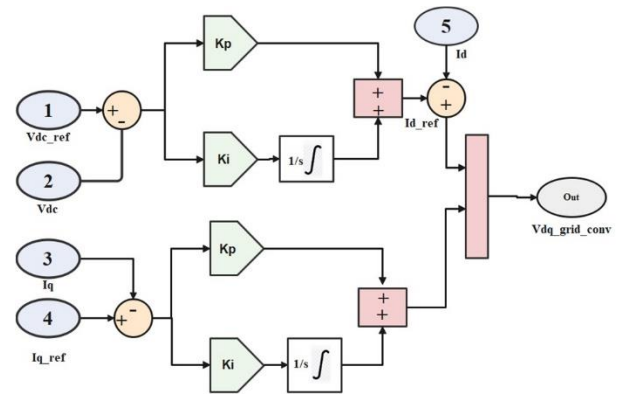 5
Id
Kp
1
+
-
Vdc_ref
+
+
-
+
Id_ref
2
Vdc
Ki
1/s ∫
Out
Vdq_grid_conv
3
Iq
Kp
4
-
+
Iq_ref
+
+
Ki
1/s ∫